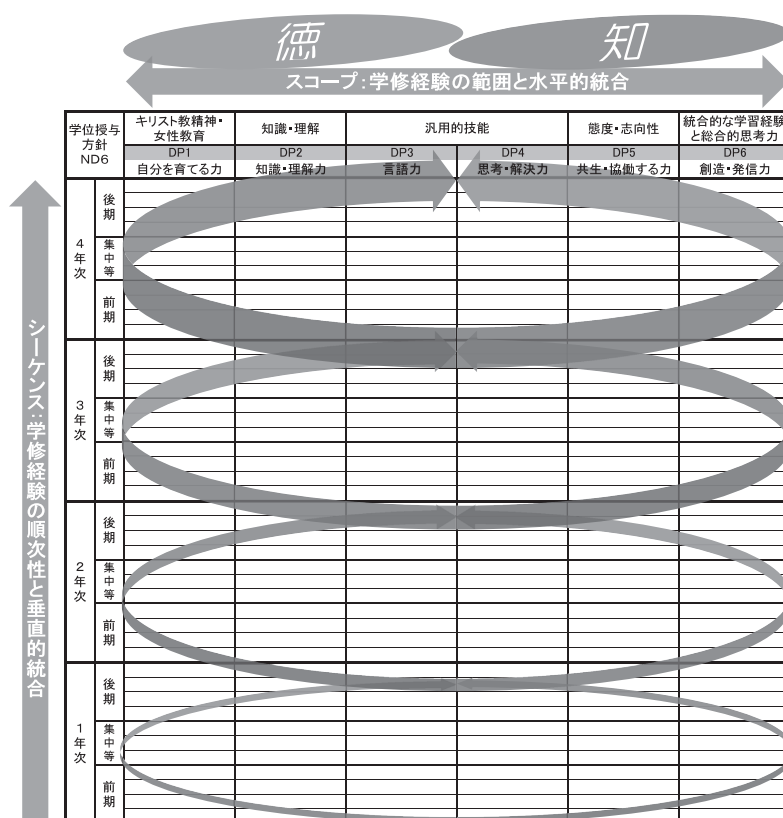 徳
知
スコープ:学修経験の範囲と水平的統合
学位授与
方針
ND6
キリスト教精神・
女性教育
知識・理解
汎用的技能
態度・志向性
統合的な学習経験
と総合的思考力
DP1
DP2
DP3
DP4
DP5
DP6
自分を育てる力
知識・理解力
言語力
思考・解決力
共生・協働する力
創造・発信力
シーケンス:学修経験の順次性と垂直的統合
4年次
後期
集中等
前期
3年次
後期
集中等
前期
2年次
後期
集中等
前期
1年次
後期
集中等
前期